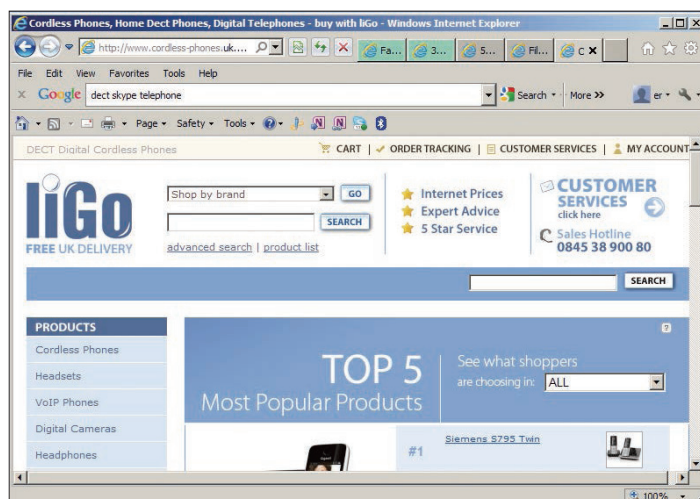 Cordless Phones, Home Dect Phones, Digital Telephones - buy with liGo - Windows Internet Explorer
http://www.cordless-phones.uk....
Fa... 3... 5... Fil... C
File Edit View Favorites Tools Help
Google dect skype telephone Search More >> er
Page Safety Tools
DECT Digital Cordless Phones CART | ORDER TRACKING | CUSTOMER SERVICES | MY ACCOUNT
liGo
FREE UK DELIVERY
Shop by brand GO
SEARCH
advanced search | product list
Internet Prices
Expert Advice
5 Star Service
CUSTOMER
SERVICES
click here
Sales Hotline
0845 38 900 80
SEARCH
PRODUCTS
Cordless Phones
Headsets
VoIP Phones
Digital Cameras
Headphones
TOP 5
Most Popular Products
See what shoppers
are choosing in: ALL
#1 Siemens S795 Twin
100%